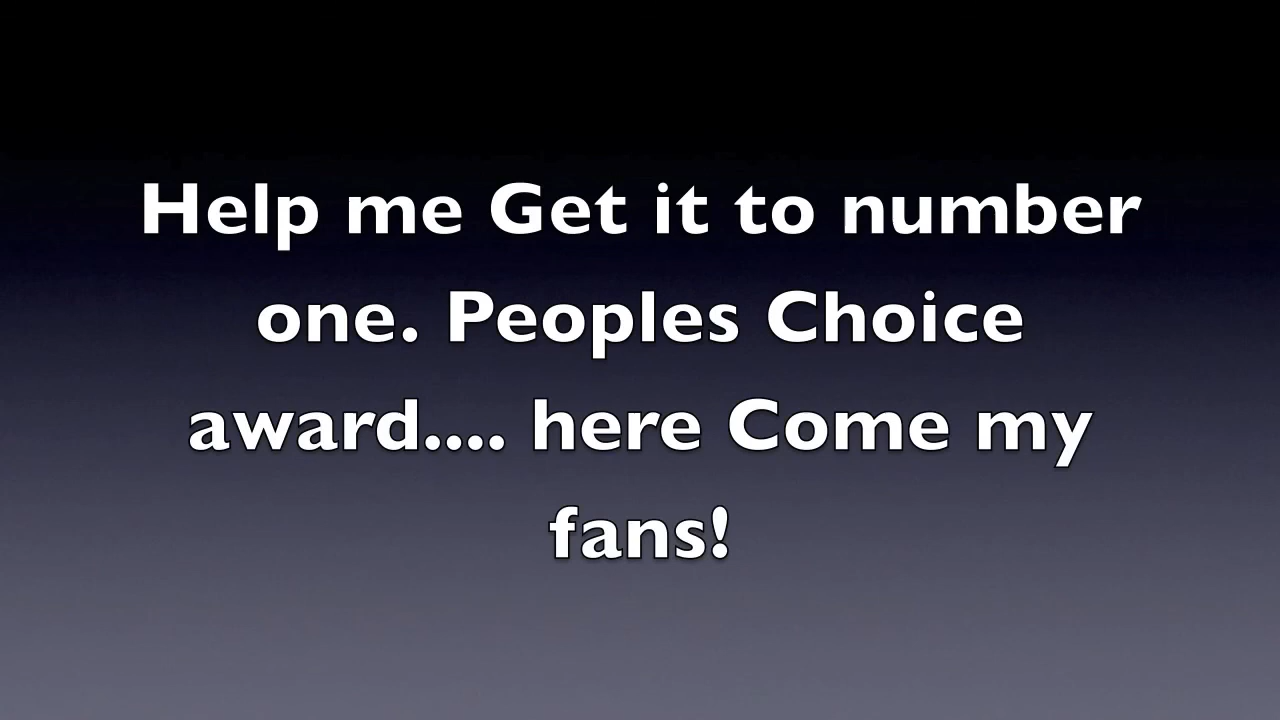 Help me Get it to number
one. Peoples Choice
award.... here Come my
fans!